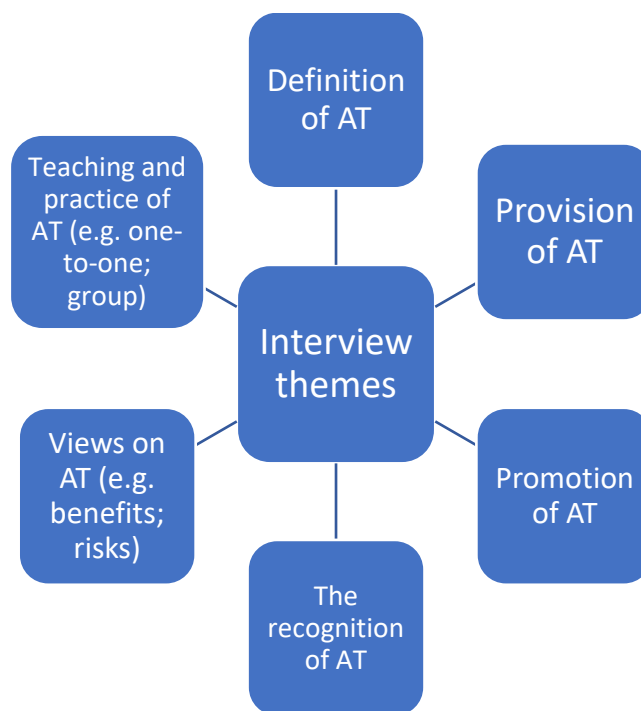 Definition
of AT
Teaching and
practice of
AT (e.g. one-
to-one;
group)
Provision
of AT
Interview
themes
Views on
AT (e.g.
benefits;
risks)
Promotion
of AT
The
recognition
of AT